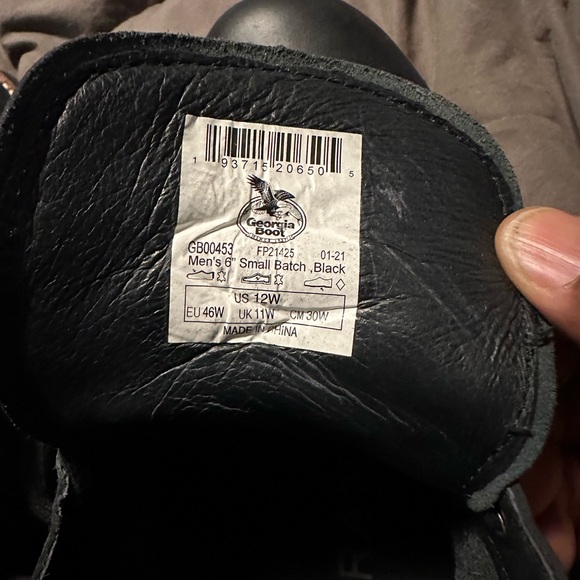 1 93715 20650 5
Georgia
Boot
GB00453 FP21425 01-21
Men's 6" Small Batch ,Black
US 12W
EU 46W UK 11W CM 30W
MADE IN CHINA